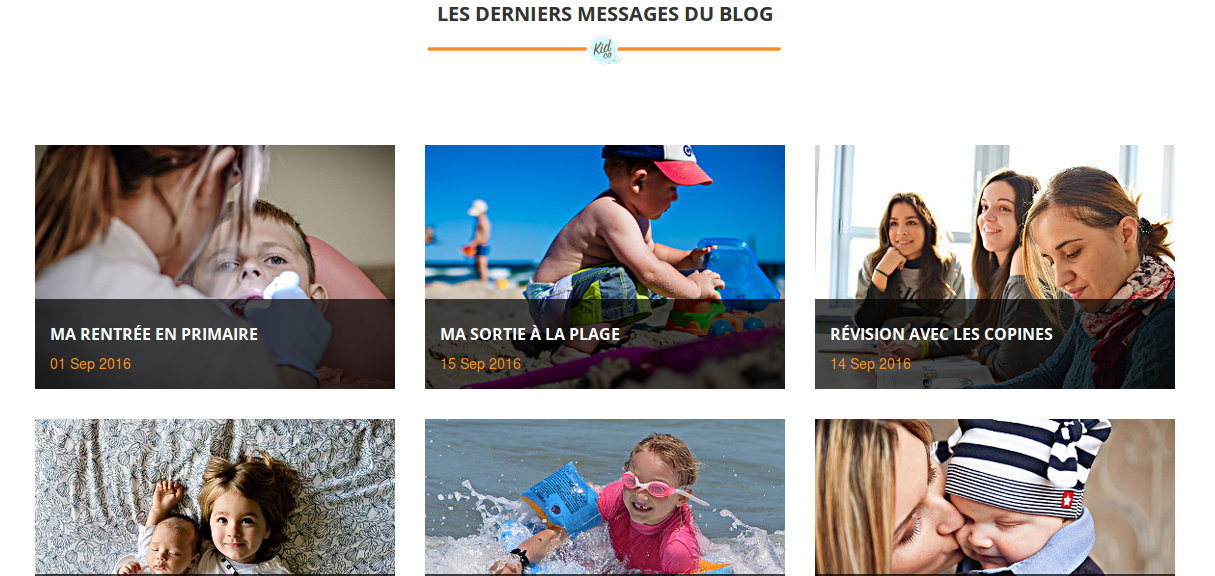 LES DERNIERS MESSAGES DU BLOG
Kid
co
MA RENTRÉE EN PRIMAIRE
01 Sep 2016
MA SORTIE À LA PLAGE
15 Sep 2016
RÉVISION AVEC LES COPINES
14 Sep 2016